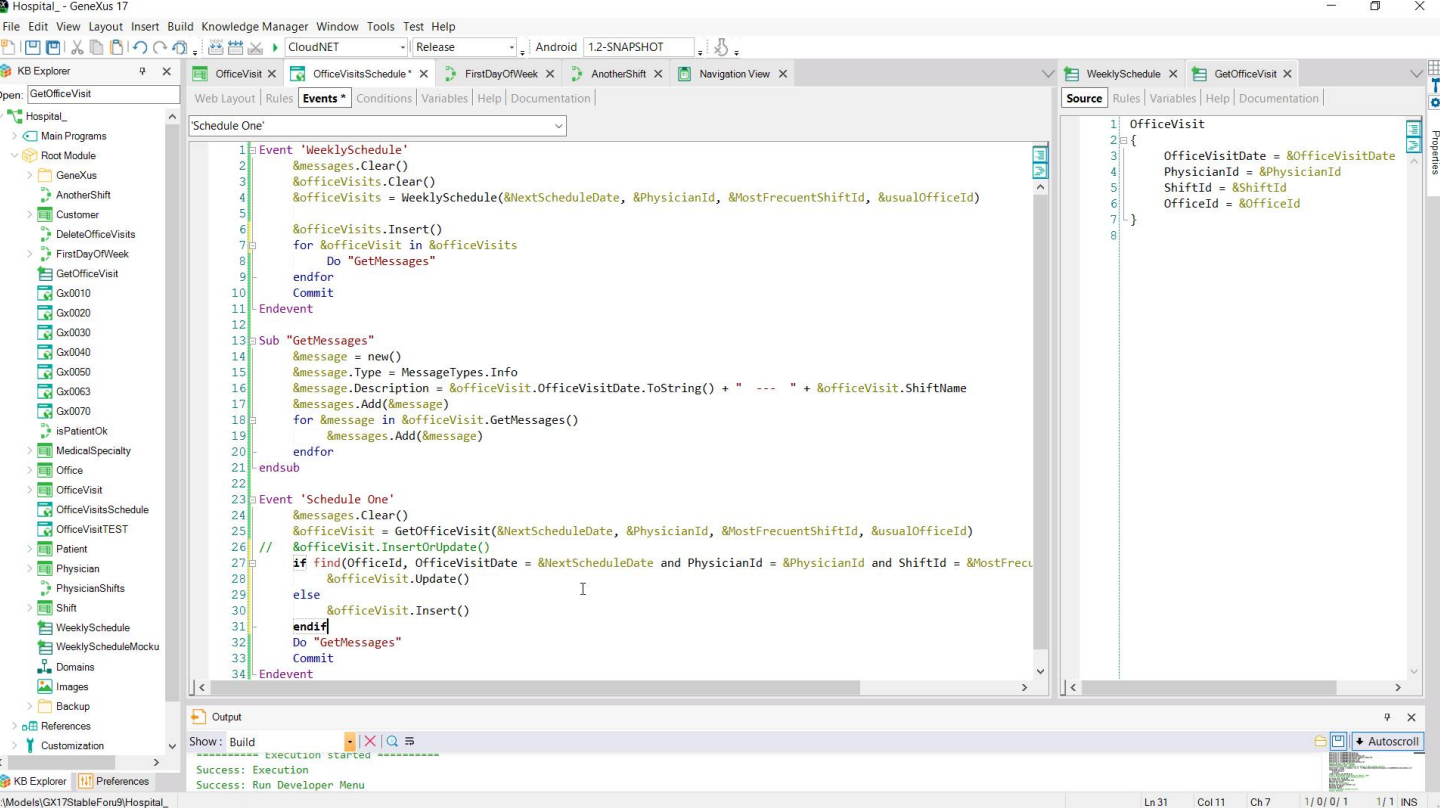 Hospital_ - GeneXus 17
File Edit View Layout Insert Build Knowledge Manager Window Tools Test Help
CloudNET Release Android 1.2-SNAPSHOT
KB Explorer
OfficeVisit OfficeVisitsSchedule * FirstDayOfWeek AnotherShift Navigation View
WeeklySchedule GetOfficeVisit
Open: GetOfficeVisit
Web Layout Rules Events * Conditions Variables Help Documentation
Source Rules Variables Help Documentation
'Schedule One'
Hospital_
Main Programs
Root Module
GeneXus
AnotherShift
Customer
DeleteOfficeVisits
FirstDayOfWeek
GetOfficeVisit
Gx0010
Gx0020
Gx0030
Gx0040
Gx0050
Gx0063
Gx0070
isPatientOk
MedicalSpecialty
Office
OfficeVisit
OfficeVisitsSchedule
OfficeVisitTEST
Patient
Physician
PhysicianShifts
Shift
WeeklySchedule
WeeklyScheduleMocku
Domains
Images
Backup
References
Customization
KB Explorer Preferences
1 Event 'WeeklySchedule'
2 &messages.Clear()
3 &officeVisits.Clear()
4 &officeVisits = WeeklySchedule(&NextScheduleDate, &PhysicianId, &MostFrecuentShiftId, &usualOfficeId)
5
6 &officeVisits.Insert()
7 for &officeVisit in &officeVisits
8 Do "GetMessages"
9 endfor
10 Commit
11 Endevent
12
13 Sub "GetMessages"
14 &message = new()
15 &message.Type = MessageTypes.Info
16 &message.Description = &officeVisit.OfficeVisitDate.ToString() + " --- " + &officeVisit.ShiftName
17 &messages.Add(&message)
18 for &message in &officeVisit.GetMessages()
19 &messages.Add(&message)
20 endfor
21 endsub
22
23 Event 'Schedule One'
24 &messages.Clear()
25 &officeVisit = GetOfficeVisit(&NextScheduleDate, &PhysicianId, &MostFrecuentShiftId, &usualOfficeId)
26 // &officeVisit.InsertOrUpdate()
27 if find(OfficeId, OfficeVisitDate = &NextScheduleDate and PhysicianId = &PhysicianId and ShiftId = &MostFrecu
28 &officeVisit.Update()
29 else
30 &officeVisit.Insert()
31 endif
32 Do "GetMessages"
33 Commit
34 Endevent
1 OfficeVisit
2 {
3 OfficeVisitDate = &OfficeVisitDate
4 PhysicianId = &PhysicianId
5 ShiftId = &ShiftId
6 OfficeId = &OfficeId
7 }
8
Properties
Output
Show: Build Autoscroll
========== Execution started ==========
Success: Execution
Success: Run Developer Menu
:\Models\GX17StableForu9\Hospital_ Ln 31 Col 11 Ch 7 1/0/0/1 1/1 INS